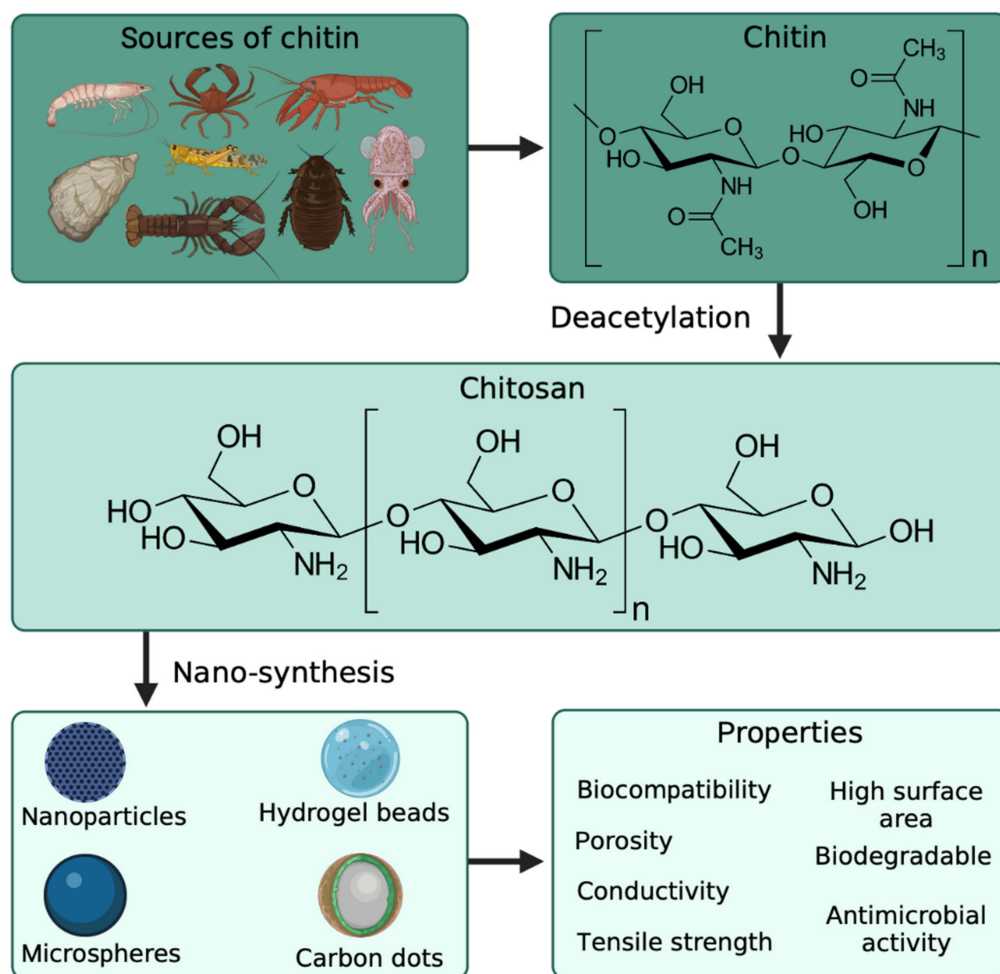 Sources of chitin
Chitin
CH3
O
NH
OH
O
HO
O
HO
O
O
NH
O
OH
CH3
n
Deacetylation
Chitosan
OH
OH
OH
O
O
O
HO
O
O
OH
HO
HO
HO
NH2
NH2
NH2
n
Nano-synthesis
Nanoparticles
Hydrogel beads
Microspheres
Carbon dots
Properties
Biocompatibility
High surface
area
Porosity
Biodegradable
Conductivity
Antimicrobial
activity
Tensile strength